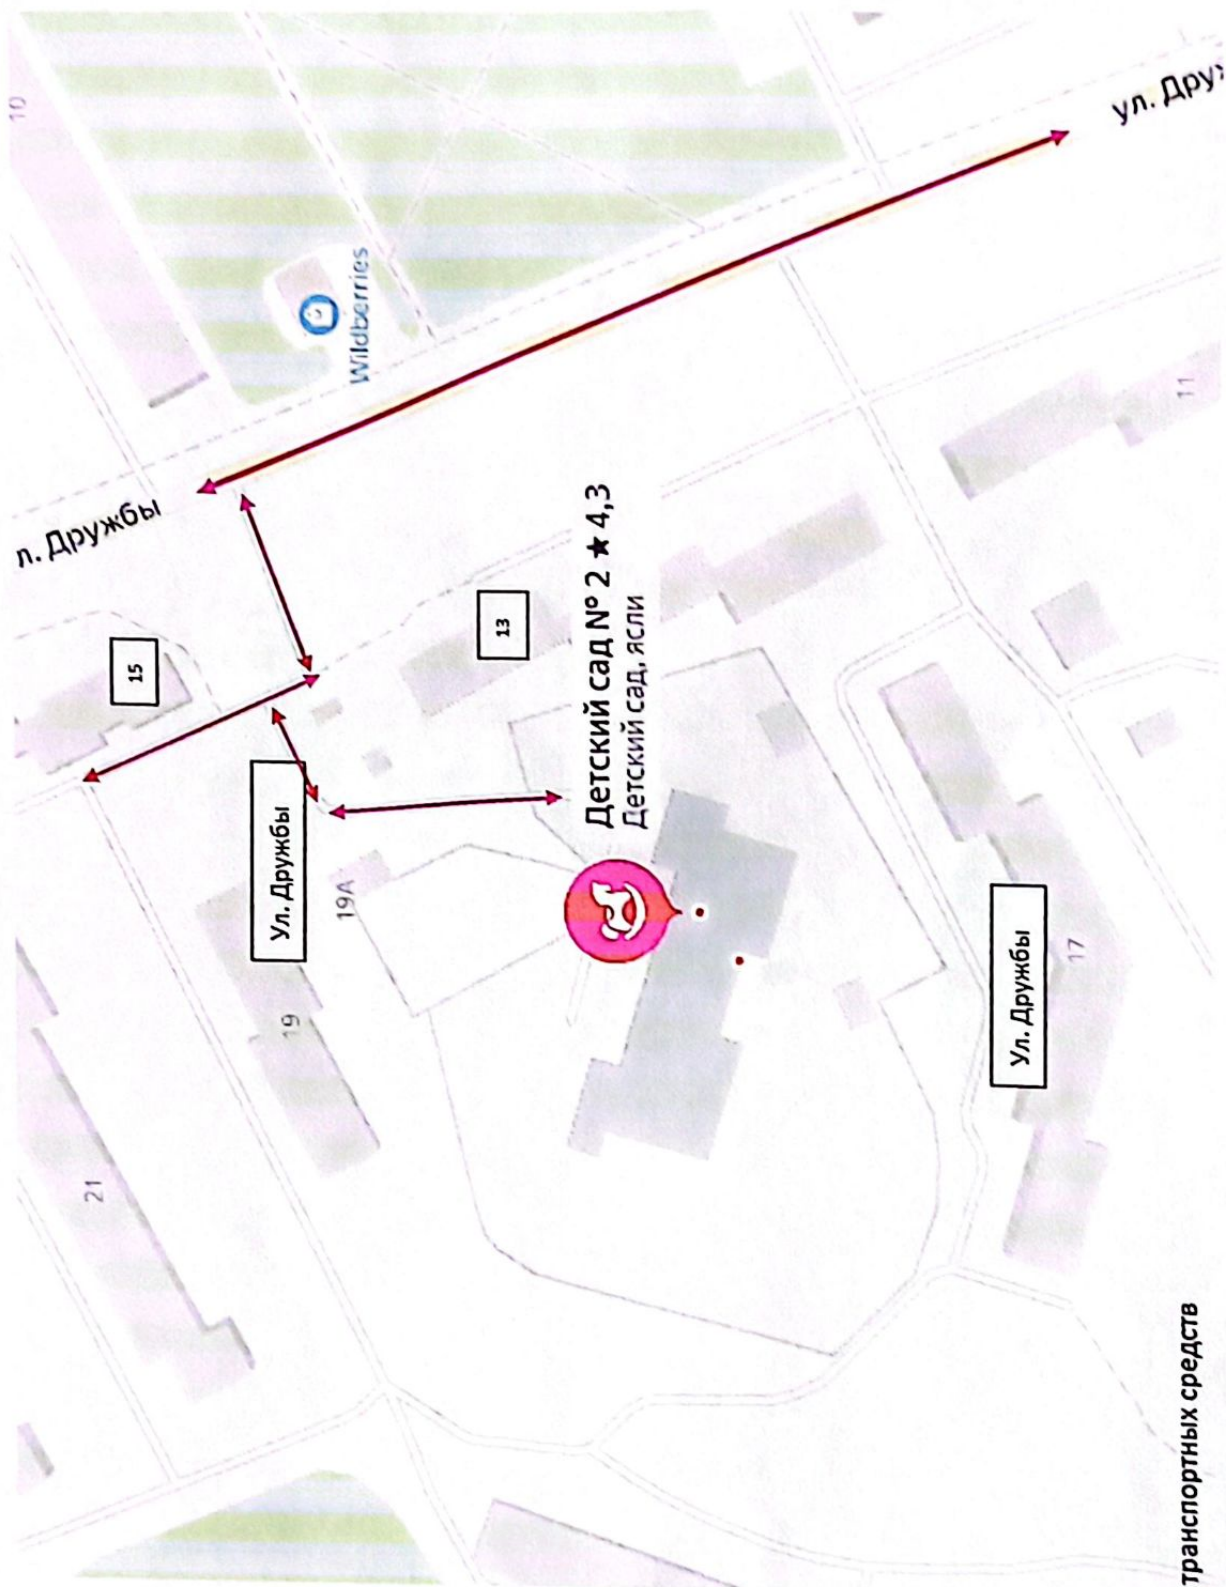 10
Wildberries
л. Дружбы
ул. Друж
15
13
11
Детский сад № 2 ★ 4,3
Детский сад, ясли
Ул. Дружбы
19А
19
21
Ул. Дружбы
17
транспортных средств